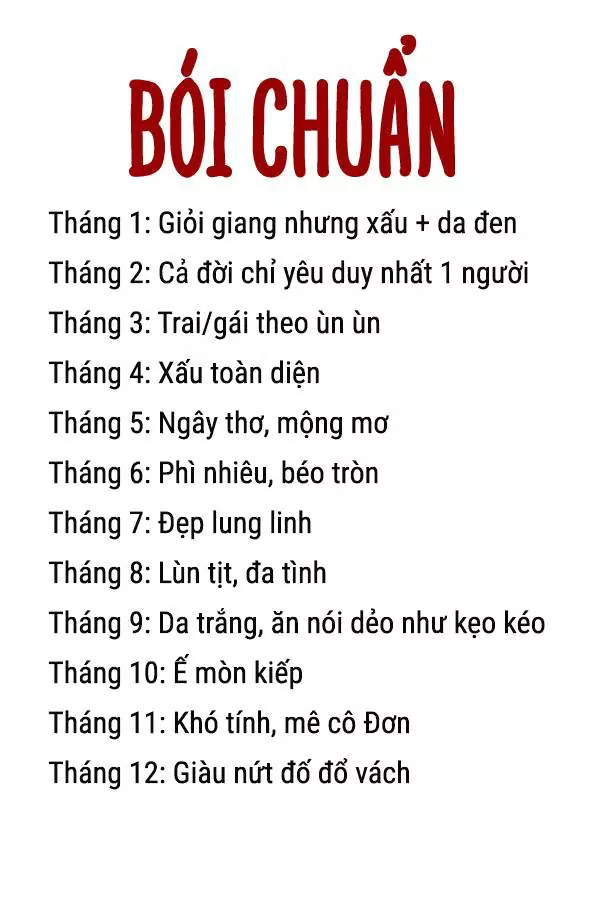 BÓI CHUẨN
Tháng 1: Giỏi giang nhưng xấu + da đen
Tháng 2: Cả đời chỉ yêu duy nhất 1 người
Tháng 3: Trai/gái theo ùn ùn
Tháng 4: Xấu toàn diện
Tháng 5: Ngây thơ, mộng mơ
Tháng 6: Phì nhiêu, béo tròn
Tháng 7: Đẹp lung linh
Tháng 8: Lùn tịt, đa tình
Tháng 9: Da trắng, ăn nói dẻo như kẹo kéo
Tháng 10: Ế mòn kiếp
Tháng 11: Khó tính, mê cô Đơn
Tháng 12: Giàu nứt đố đổ vách